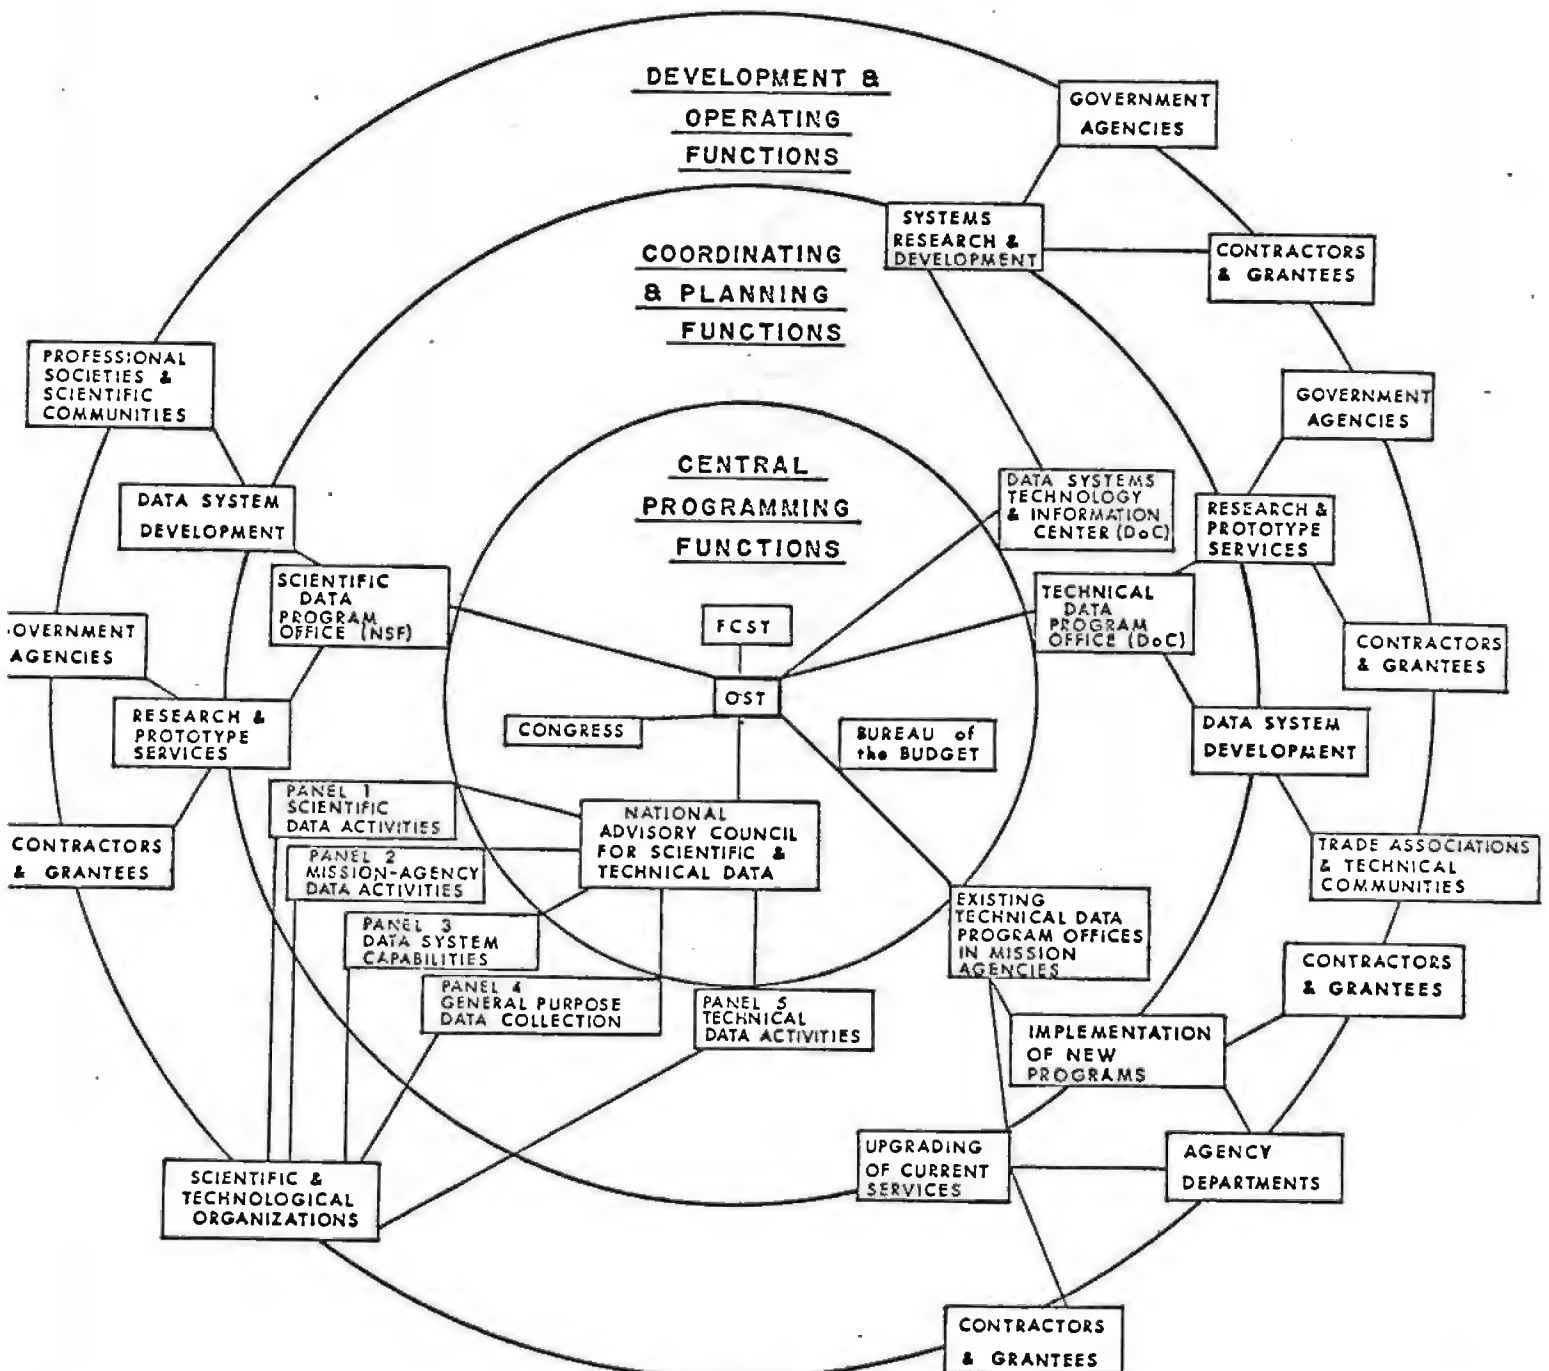 DEVELOPMENT &
OPERATING
FUNCTIONS
GOVERNMENT
AGENCIES
SYSTEMS
RESEARCH &
DEVELOPMENT
CONTRACTORS
& GRANTEES
COORDINATING
& PLANNING
FUNCTIONS
PROFESSIONAL
SOCIETIES &
SCIENTIFIC
COMMUNITIES
GOVERNMENT
AGENCIES
CENTRAL
PROGRAMMING
FUNCTIONS
DATA SYSTEMS
TECHNOLOGY
& INFORMATION
CENTER (DoC)
DATA SYSTEM
DEVELOPMENT
RESEARCH &
PROTOTYPE
SERVICES
SCIENTIFIC
DATA
PROGRAM
OFFICE (NSF)
TECHNICAL
DATA
PROGRAM
OFFICE (DoC)
FCST
OVERNMENT
AGENCIES
CONTRACTORS
& GRANTEES
OST
RESEARCH &
PROTOTYPE
SERVICES
CONGRESS
BUREAU of
the BUDGET
DATA SYSTEM
DEVELOPMENT
PANEL 1
SCIENTIFIC
DATA ACTIVITIES
NATIONAL
ADVISORY COUNCIL
FOR SCIENTIFIC &
TECHNICAL DATA
CONTRACTORS
& GRANTEES
PANEL 2
MISSION-AGENCY
DATA ACTIVITIES
TRADE ASSOCIATIONS
& TECHNICAL
COMMUNITIES
PANEL 3
DATA SYSTEM
CAPABILITIES
EXISTING
TECHNICAL DATA
PROGRAM OFFICES
IN MISSION
AGENCIES
CONTRACTORS
& GRANTEES
PANEL 4
GENERAL PURPOSE
DATA COLLECTION
PANEL 5
TECHNICAL
DATA ACTIVITIES
IMPLEMENTATION
OF NEW
PROGRAMS
UPGRADING
OF CURRENT
SERVICES
AGENCY
DEPARTMENTS
SCIENTIFIC &
TECHNOLOGICAL
ORGANIZATIONS
CONTRACTORS
& GRANTEES